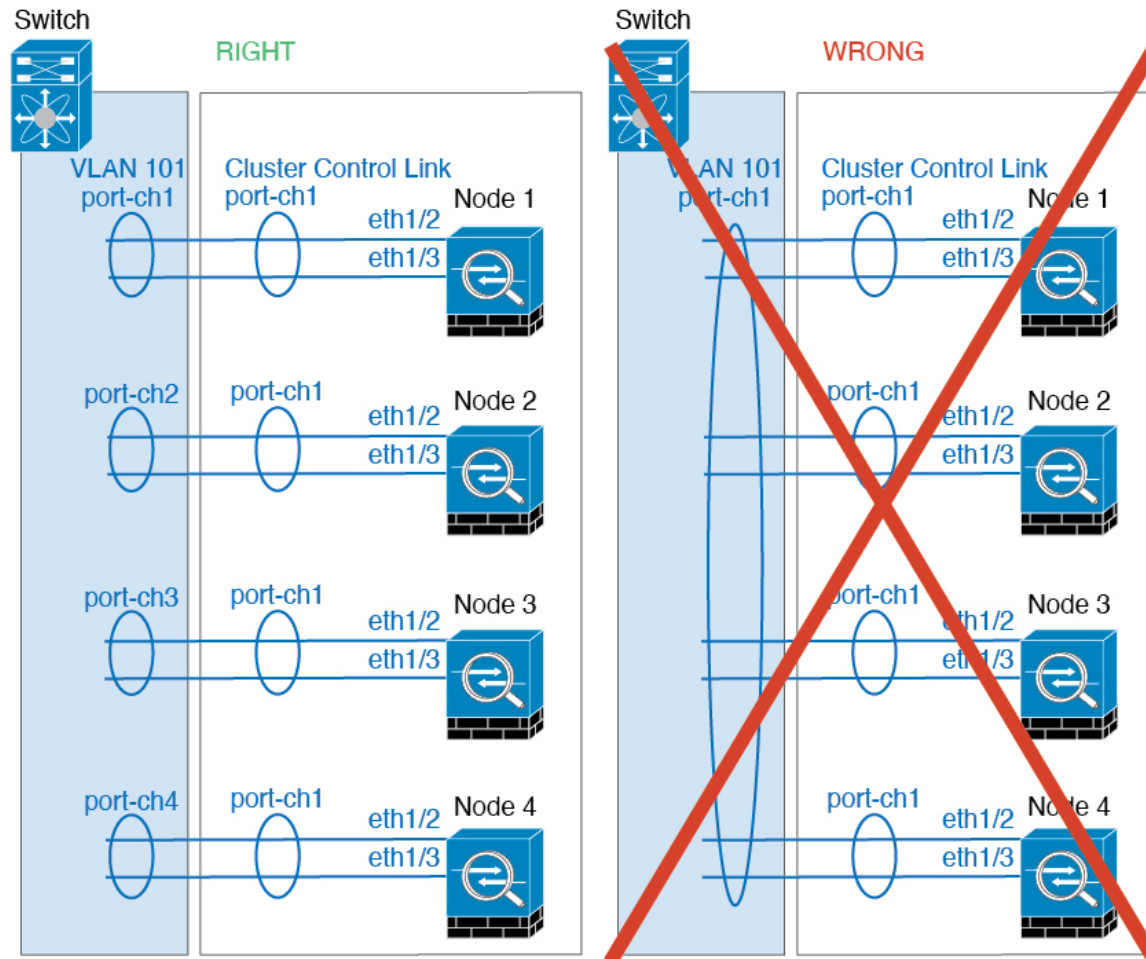 Switch
RIGHT
VLAN 101
port-ch1
Cluster Control Link
port-ch1
Node 1
eth1/2
eth1/3
port-ch2
port-ch1
Node 2
eth1/2
eth1/3
port-ch3
port-ch1
Node 3
eth1/2
eth1/3
port-ch4
port-ch1
Node 4
eth1/2
eth1/3
Switch
WRONG
VLAN 101
port-ch1
Cluster Control Link
port-ch1
Node 1
eth1/2
eth1/3
port-ch1
Node 2
eth1/2
eth1/3
port-ch1
Node 3
eth1/2
eth1/3
port-ch1
Node 4
eth1/2
eth1/3